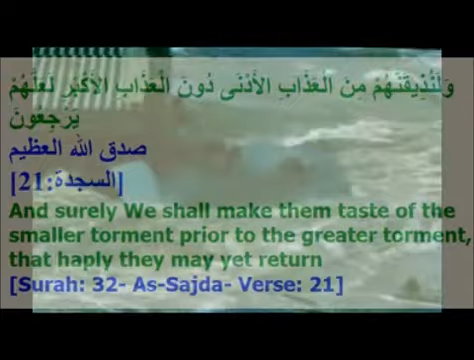 وَلَنُذِيقَنَّهُمْ مِنَ الْعَذَابِ الأَدْنَى دُونَ الْعَذَابِ الأَكْبَرِ لَعَلَّهُمْ
يَرْجِعُونَ
صدق الله العظيم
[السجدة:21]
And surely We shall make them taste of the
smaller torment prior to the greater torment,
that haply they may yet return
[Surah: 32- As-Sajda- Verse: 21]